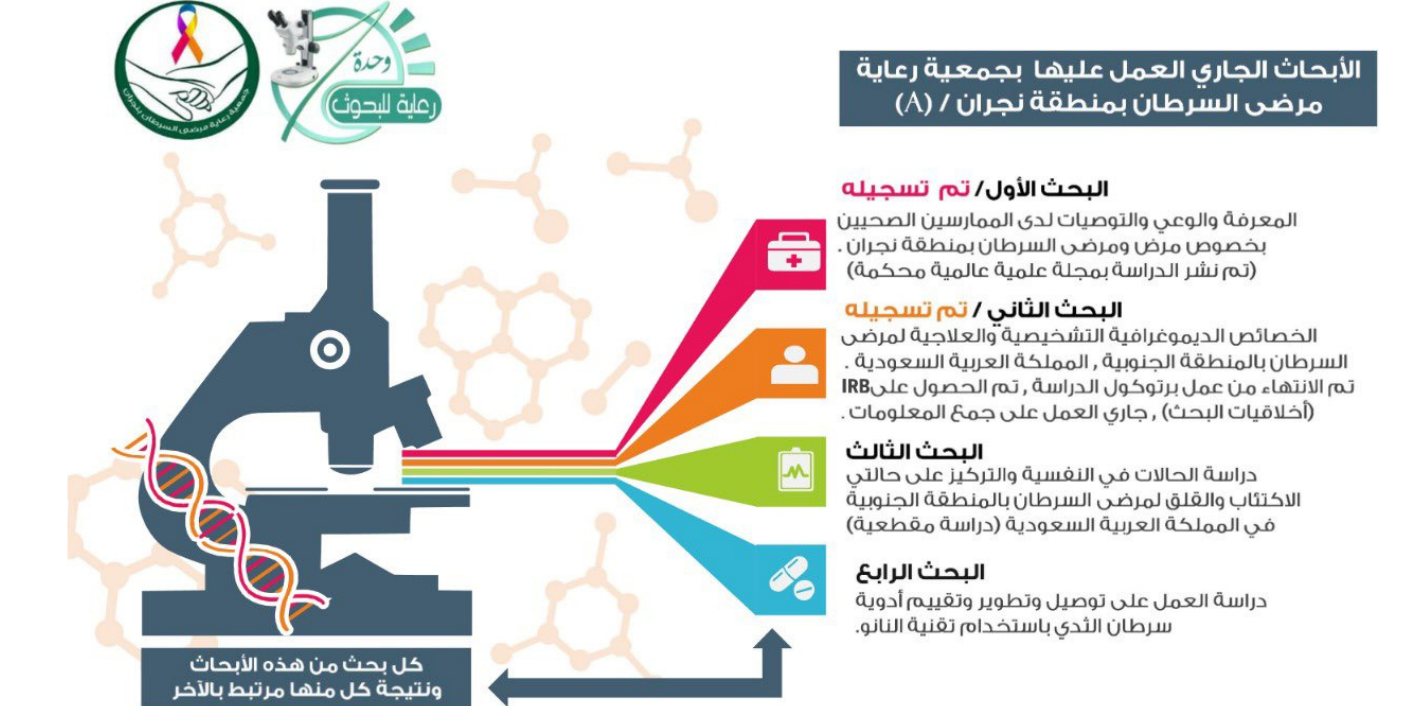 وحدة
رعاية للبحوث
جمعية رعاية مرضى السرطان بنجران
الأبحاث الجاري العمل عليها بجمعية رعاية
مرضى السرطان بمنطقة نجران / (A)
البحث الأول/ تم تسجيله
المعرفة والوعي والتوصيات لدى الممارسين الصحيين
بخصوص مرض ومرضى السرطان بمنطقة نجران .
(تم نشر الدراسة بمجلة علمية عالمية محكمة)
البحث الثاني / تم تسجيله
الخصائص الديموغرافية التشخيصية والعلاجية لمرضى
السرطان بالمنطقة الجنوبية , المملكة العربية السعودية .
تم الانتهاء من عمل برتوكول الدراسة , تم الحصول علىIRB
(أخلاقيات البحث) , جاري العمل على جمع المعلومات .
البحث الثالث
دراسة الحالات في النفسية والتركيز على حالتي
الاكتئاب والقلق لمرضى السرطان بالمنطقة الجنوبية
في المملكة العربية السعودية (دراسة مقطعية)
البحث الرابع
دراسة العمل على توصيل وتطوير وتقييم أدوية
سرطان الثدي باستخدام تقنية النانو.
كل بحث من هذه الأبحاث
ونتيجة كل منها مرتبط بالآخر